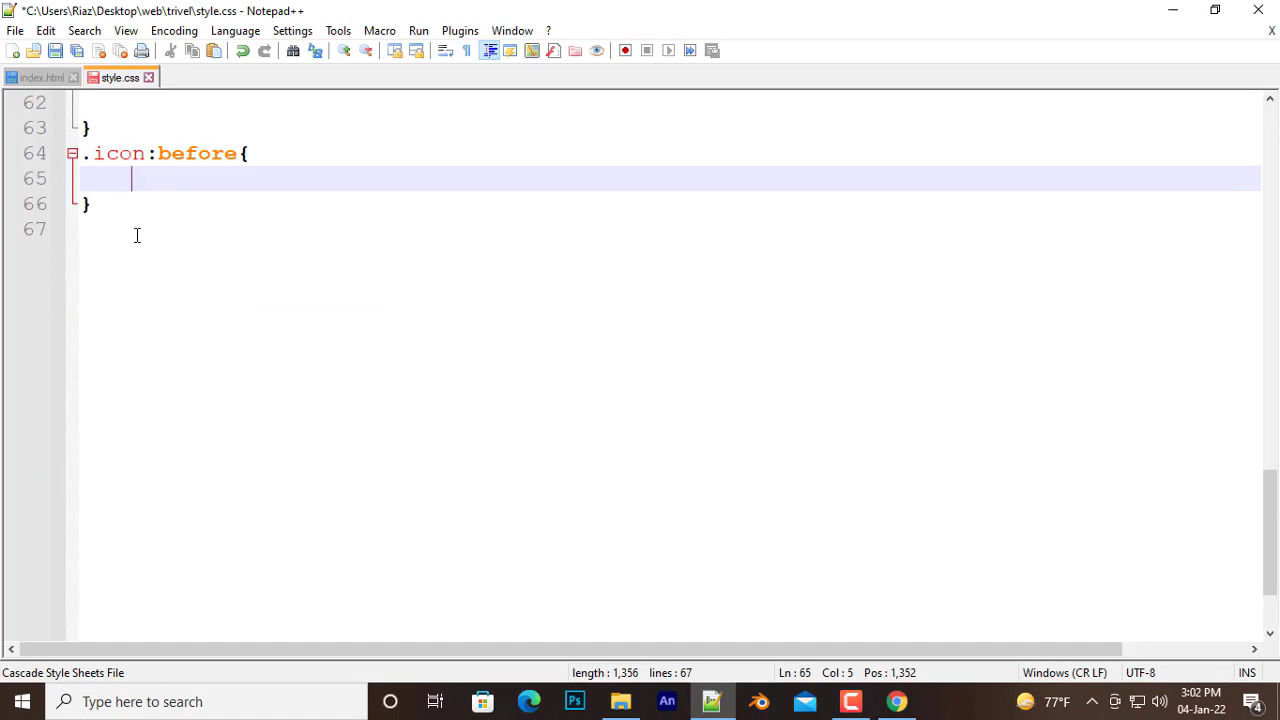 *C:\Users\Riaz\Desktop\web\trivel\style.css - Notepad++
File Edit Search View Encoding Language Settings Tools Macro Run Plugins Window ?
X
index.html style.css
62
63 }
64 .icon:before{
65
66 }
67
Cascade Style Sheets File length : 1,356 lines : 67 Ln : 65 Col : 5 Pos : 1,352 Windows (CR LF) UTF-8 INS
Type here to search Ps An 77°F 3:02 PM
04-Jan-22 4